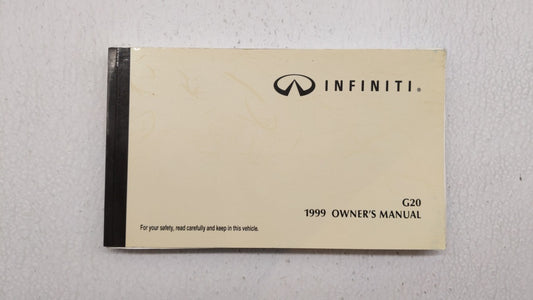 INFINITI®
G20
1999 OWNER'S MANUAL
For your safety, read carefully and keep in this vehicle.